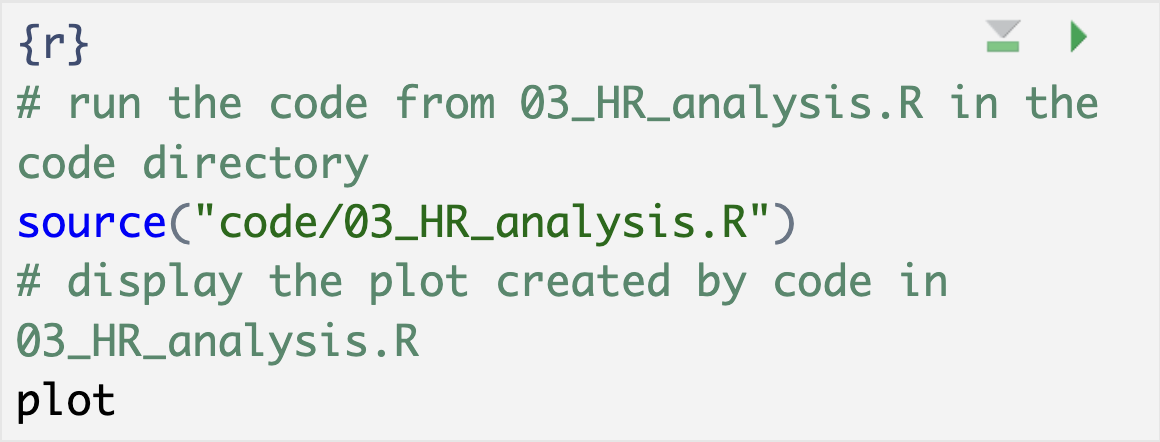 {r}
# run the code from 03_HR_analysis.R in the
code directory
source("code/03_HR_analysis.R")
# display the plot created by code in
03_HR_analysis.R
plot